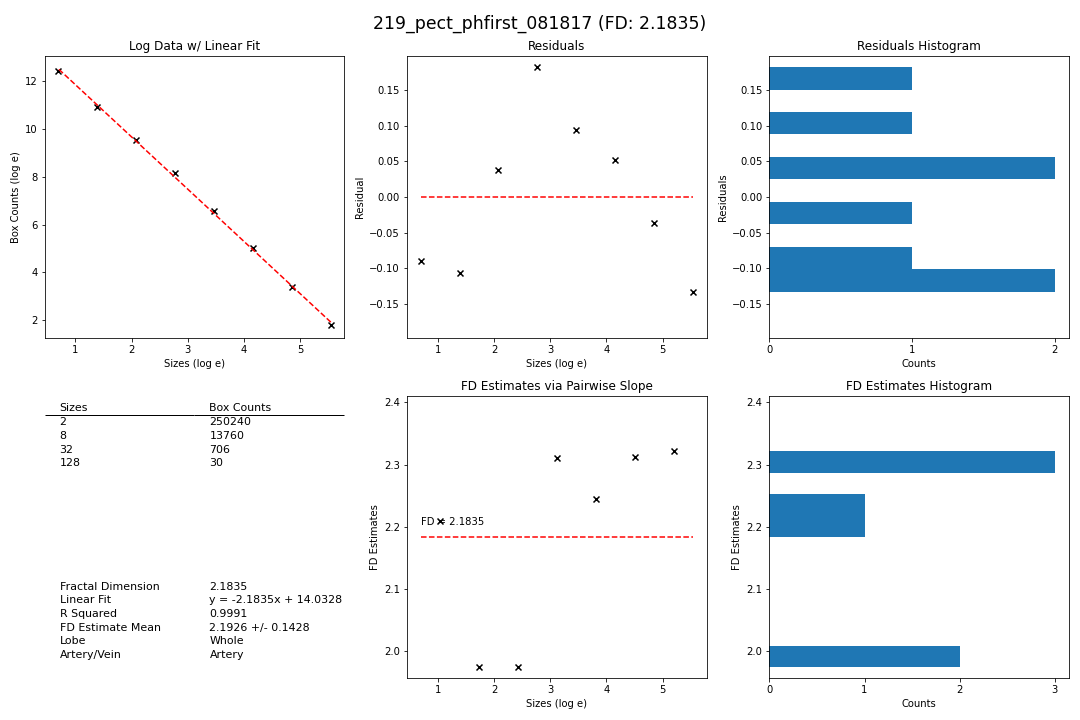 219_pect_phfirst_081817 (FD: 2.1835)
Log Data w/ Linear Fit
Box Counts (log e)
12
10
8
6
4
2
1 2 3 4 5
Sizes (log e)
Residuals
Residual
0.15
0.10
0.05
0.00
−0.05
−0.10
−0.15
1 2 3 4 5
Sizes (log e)
Residuals Histogram
Residuals
0.15
0.10
0.05
0.00
−0.05
−0.10
−0.15
0 1 2
Counts
Sizes Box Counts
2 250240
8 13760
32 706
128 30
Fractal Dimension 2.1835
Linear Fit y = -2.1835x + 14.0328
R Squared 0.9991
FD Estimate Mean 2.1926 +/- 0.1428
Lobe Whole
Artery/Vein Artery
FD Estimates via Pairwise Slope
FD Estimates
2.4
2.3
2.2
2.1
2.0
FD = 2.1835
1 2 3 4 5
Sizes (log e)
FD Estimates Histogram
FD Estimates
2.4
2.3
2.2
2.1
2.0
0 1 2 3
Counts